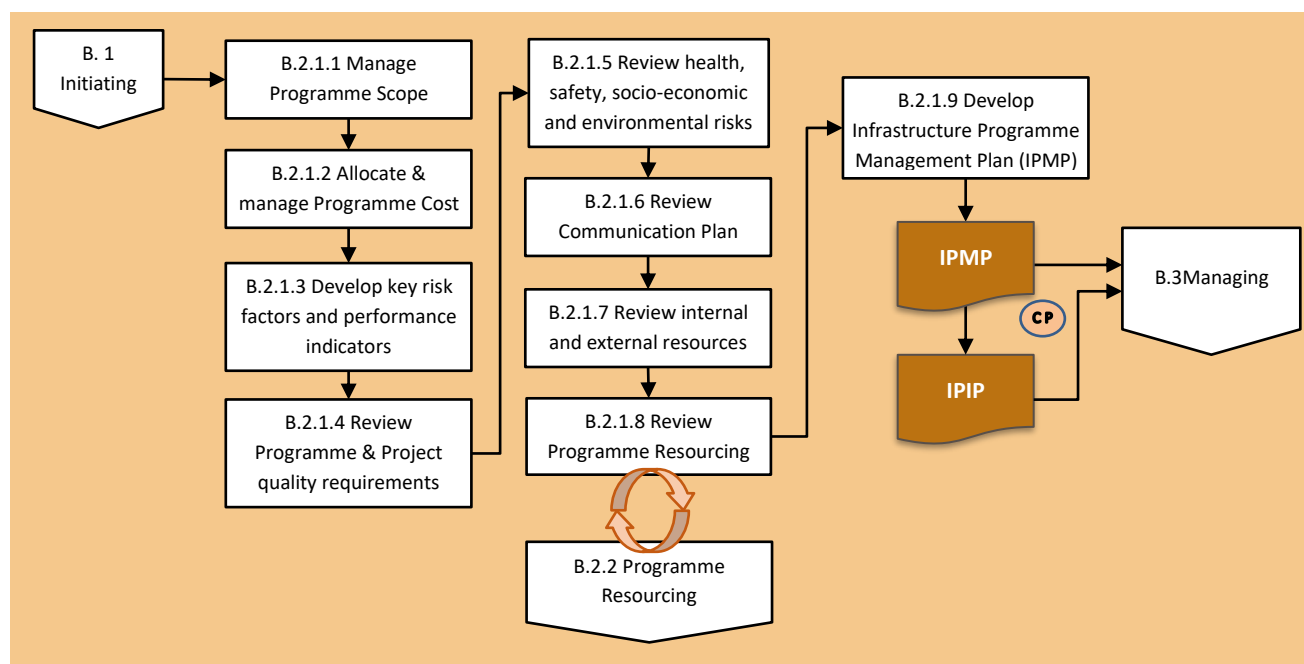 B. 1
Initiating
B.2.1.1 Manage
Programme Scope
B.2.1.2 Allocate &
manage Programme Cost
B.2.1.3 Develop key risk
factors and performance
indicators
B.2.1.4 Review
Programme & Project
quality requirements
B.2.1.5 Review health,
safety, socio-economic
and environmental risks
B.2.1.6 Review
Communication Plan
B.2.1.7 Review internal
and external resources
B.2.1.8 Review
Programme Resourcing
B.2.2 Programme
Resourcing
B.2.1.9 Develop
Infrastructure Programme
Management Plan (IPMP)
IPMP
CP
IPIP
B.3Managing